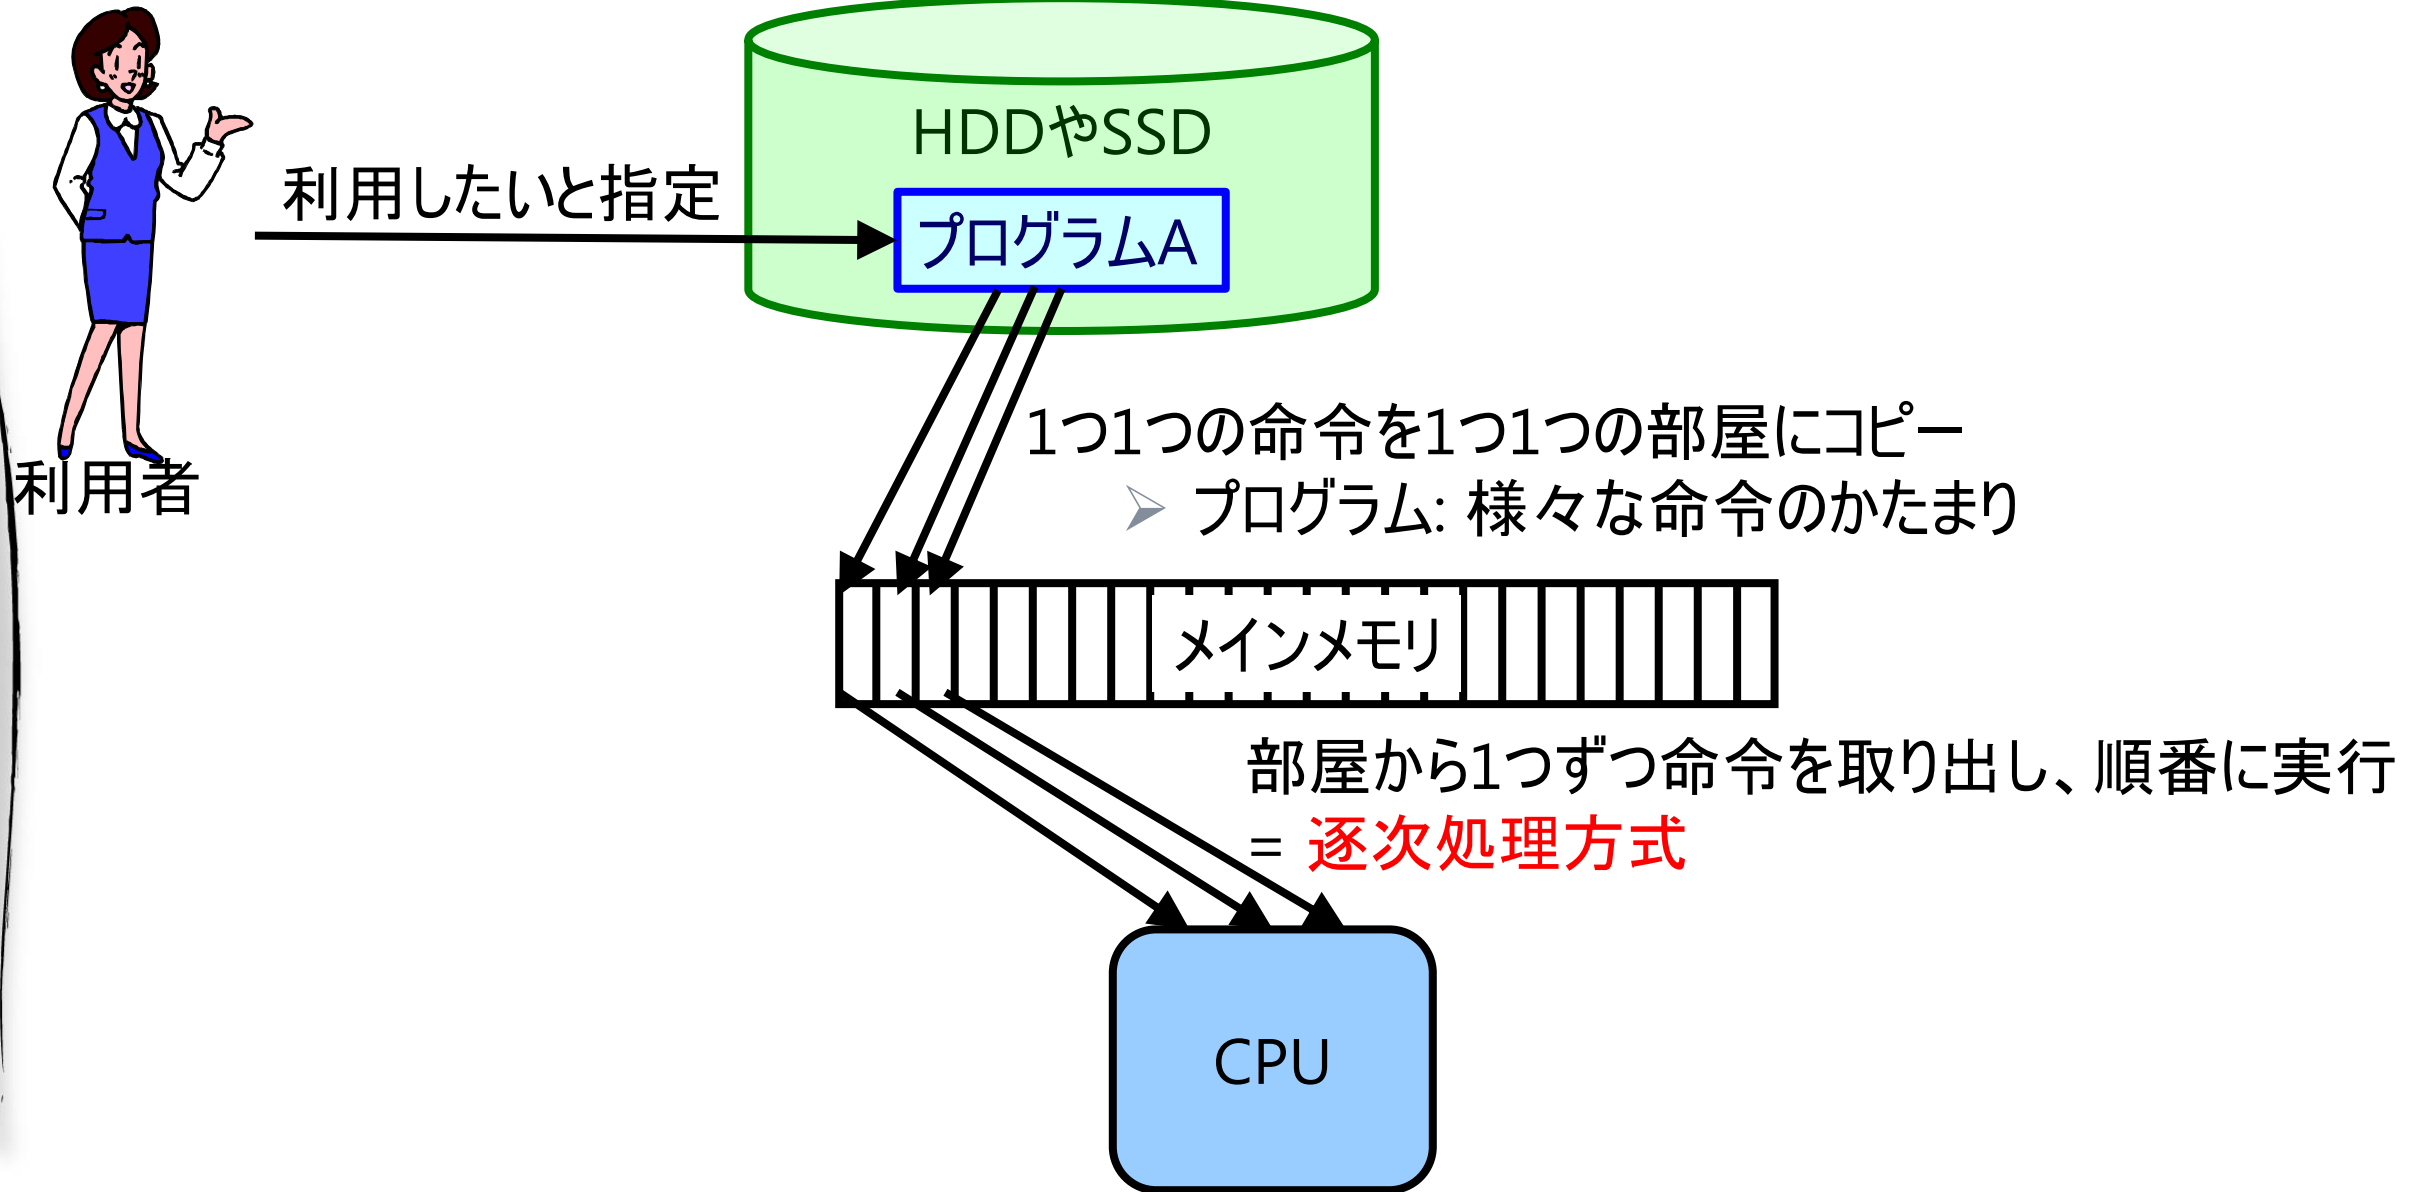 HDDやSSD
利用したいと指定
プログラムA
利用者
1つ1つの命令を1つ1つの部屋にコピー
プログラム: 様々な命令のかたまり
メインメモリ
部屋から1つずつ命令を取り出し、順番に実行
= 逐次処理方式
CPU